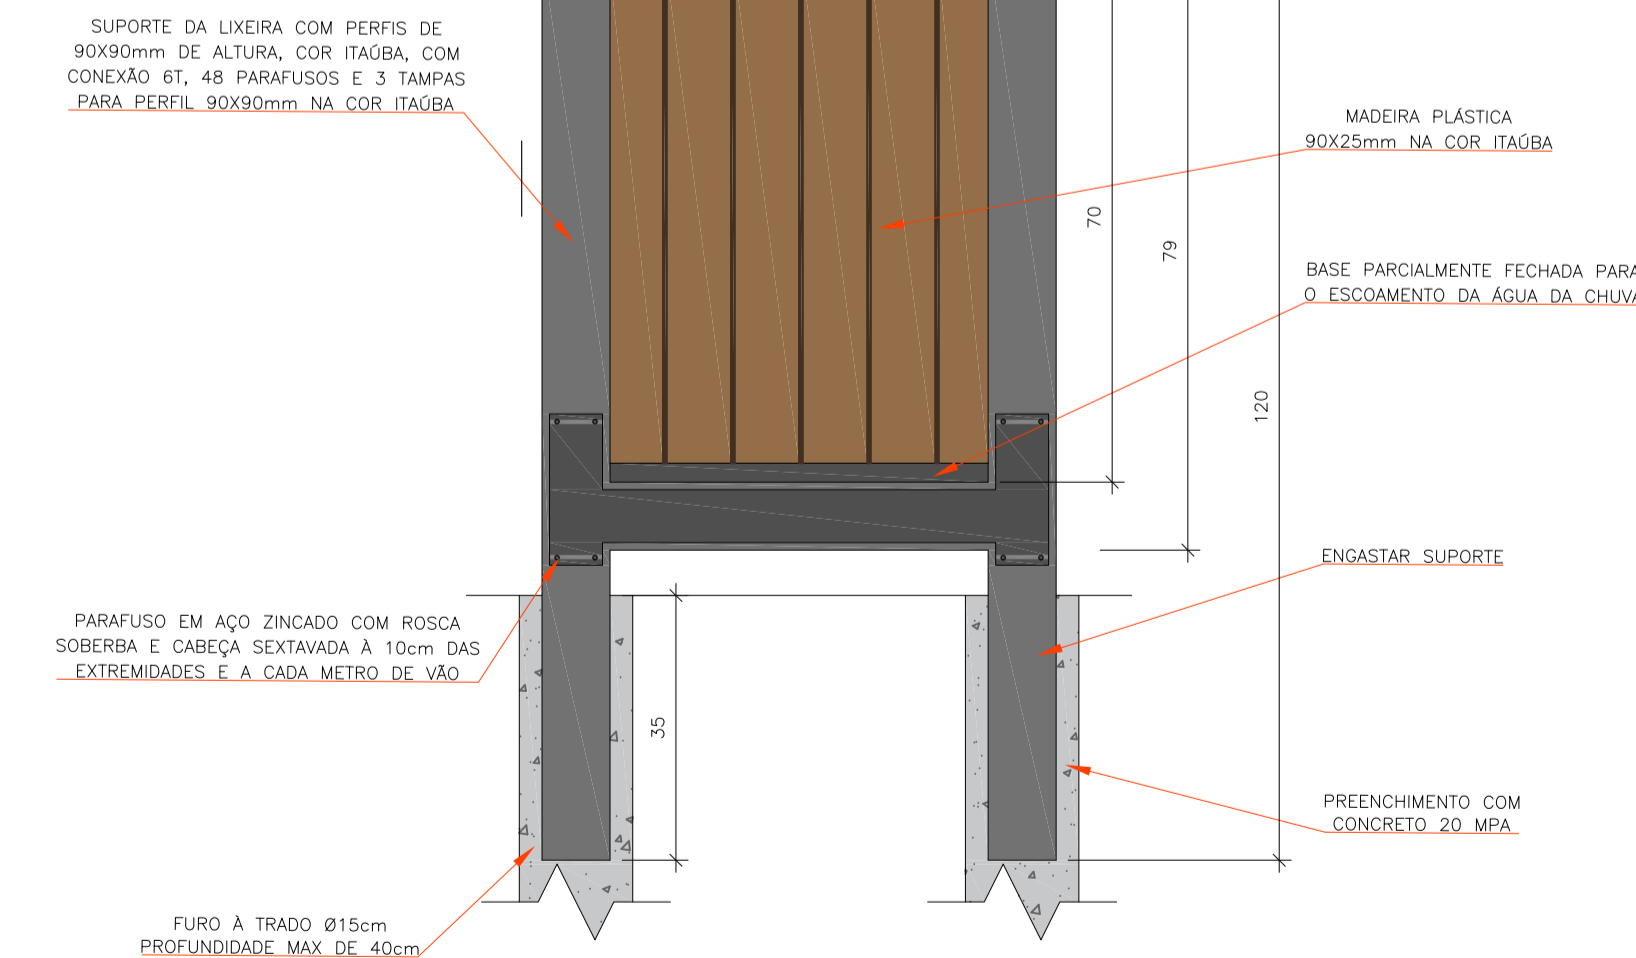 SUPORTE DA LIXEIRA COM PERFIS DE
90X90mm DE ALTURA, COR ITAÚBA, COM
CONEXÃO 6T, 48 PARAFUSOS E 3 TAMPAS
PARA PERFIL 90X90mm NA COR ITAÚBA
MADEIRA PLÁSTICA
90X25mm NA COR ITAÚBA
70
79
BASE PARCIALMENTE FECHADA PARA
O ESCOAMENTO DA ÁGUA DA CHUVA
120
ENGASTAR SUPORTE
PARAFUSO EM AÇO ZINCADO COM ROSCA
SOBERBA E CABEÇA SEXTAVADA À 10cm DAS
EXTREMIDADES E A CADA METRO DE VÃO
35
PREENCHIMENTO COM
CONCRETO 20 MPA
FURO À TRADO Ø15cm
PROFUNDIDADE MAX DE 40cm